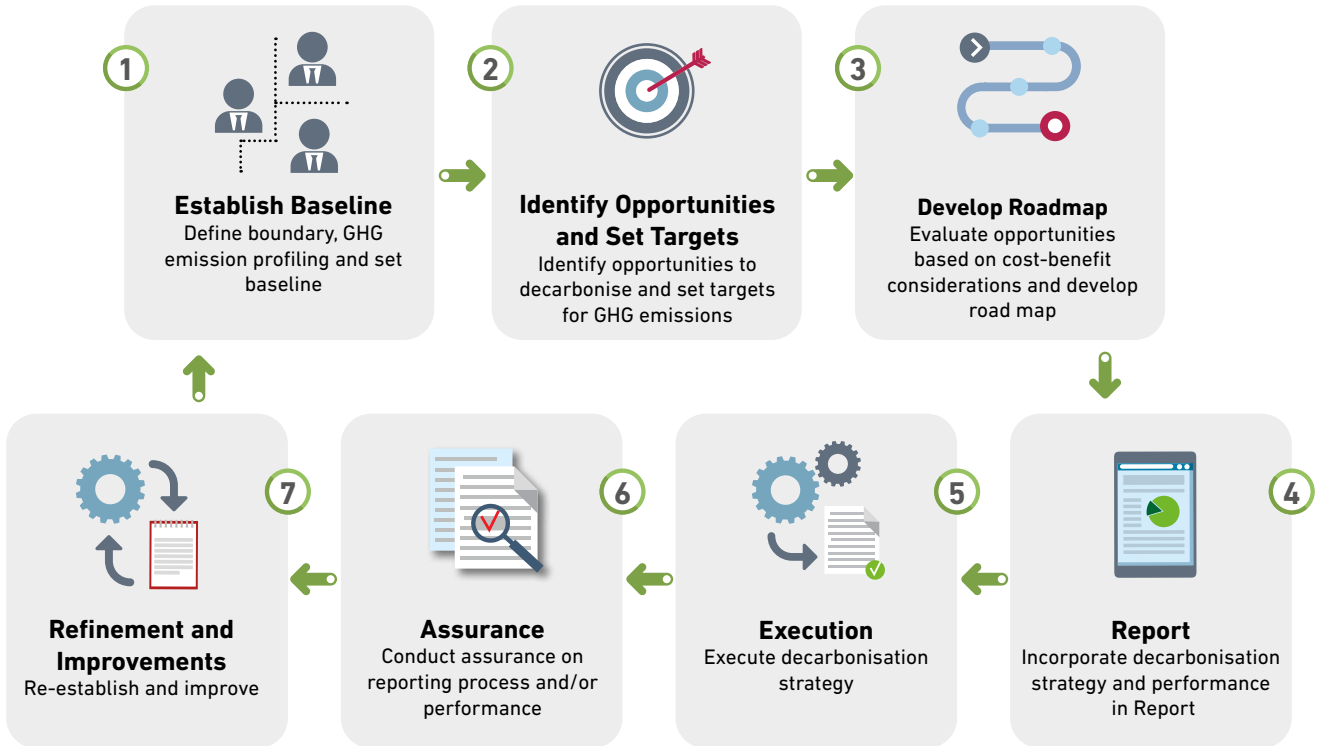 1
Establish Baseline
Define boundary, GHG
emission profiling and set
baseline
2
Identify Opportunities
and Set Targets
Identify opportunities to
decarbonise and set targets
for GHG emissions
3
Develop Roadmap
Evaluate opportunities
based on cost-benefit
considerations and develop
road map
4
Report
Incorporate decarbonisation
strategy and performance
in Report
5
Execution
Execute decarbonisation
strategy
6
Assurance
Conduct assurance on
reporting process and/or
performance
7
Refinement and
Improvements
Re-establish and improve